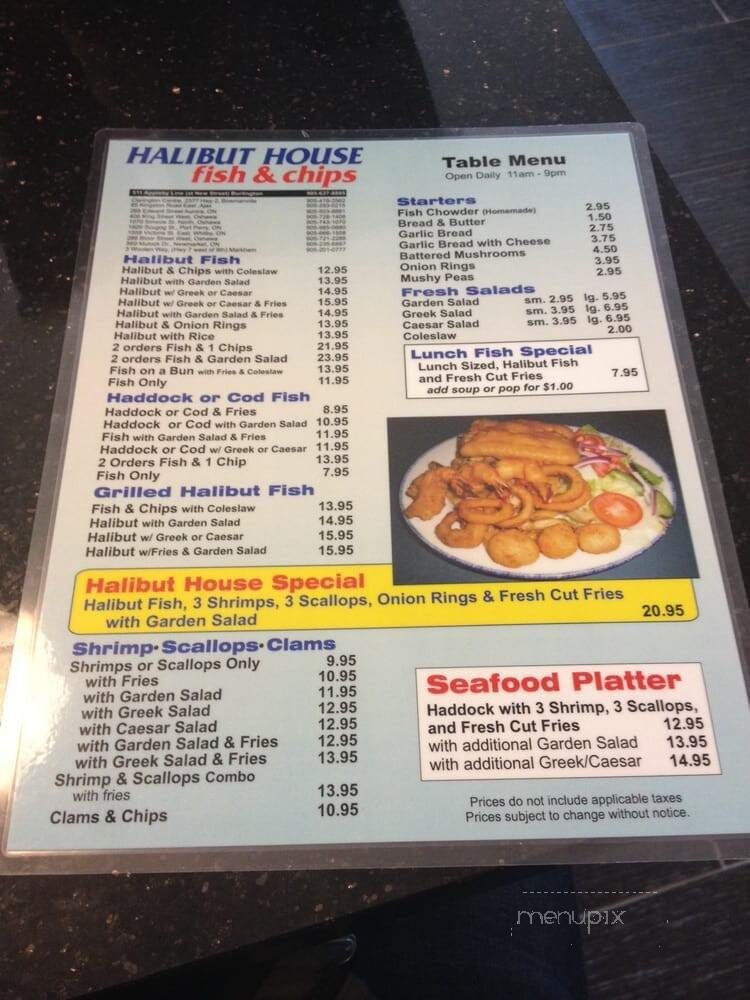 HALIBUT HOUSE
fish & chips
511 Appleby Line (at New Street) Burlington
Halibut Fish
Halibut & Chips with Coleslaw 12.95
Halibut with Garden Salad 13.95
Halibut w/ Greek or Caesar 14.95
Halibut w/ Greek or Caesar & Fries 15.95
Halibut with Garden Salad & Fries 14.95
Halibut & Onion Rings 13.95
Halibut with Rice 13.95
2 orders Fish & 1 Chips 21.95
2 orders Fish & Garden Salad 23.95
Fish on a Bun with Fries & Coleslaw 13.95
Fish Only 11.95
Haddock or Cod Fish
Haddock or Cod & Fries 8.95
Haddock or Cod with Garden Salad 10.95
Fish with Garden Salad & Fries 11.95
Haddock or Cod w/ Greek or Caesar 11.95
2 Orders Fish & 1 Chip 13.95
Fish Only 7.95
Grilled Halibut Fish
Fish & Chips with Coleslaw 13.95
Halibut with Garden Salad 14.95
Halibut w/ Greek or Caesar 15.95
Halibut w/Fries & Garden Salad 15.95
Table Menu
Open Daily 11am - 9pm
Starters
Fish Chowder (Homemade) 2.95
Bread & Butter 1.50
Garlic Bread 2.75
Garlic Bread with Cheese 3.75
Battered Mushrooms 4.50
Onion Rings 3.95
Mushy Peas 2.95
Fresh Salads
Garden Salad sm. 2.95 lg. 5.95
Greek Salad sm. 3.95 lg. 6.95
Caesar Salad sm. 3.95 lg. 6.95
Coleslaw 2.00
Lunch Fish Special
Lunch Sized, Halibut Fish
and Fresh Cut Fries 7.95
add soup or pop for $1.00
Halibut House Special
Halibut Fish, 3 Shrimps, 3 Scallops, Onion Rings & Fresh Cut Fries
with Garden Salad 20.95
Shrimp·Scallops·Clams
Shrimps or Scallops Only 9.95
with Fries 10.95
with Garden Salad 11.95
with Greek Salad 12.95
with Caesar Salad 12.95
with Garden Salad & Fries 12.95
with Greek Salad & Fries 13.95
Shrimp & Scallops Combo
with fries 13.95
Clams & Chips 10.95
Seafood Platter
Haddock with 3 Shrimp, 3 Scallops,
and Fresh Cut Fries 12.95
with additional Garden Salad 13.95
with additional Greek/Caesar 14.95
Prices do not include applicable taxes
Prices subject to change without notice.
menupix